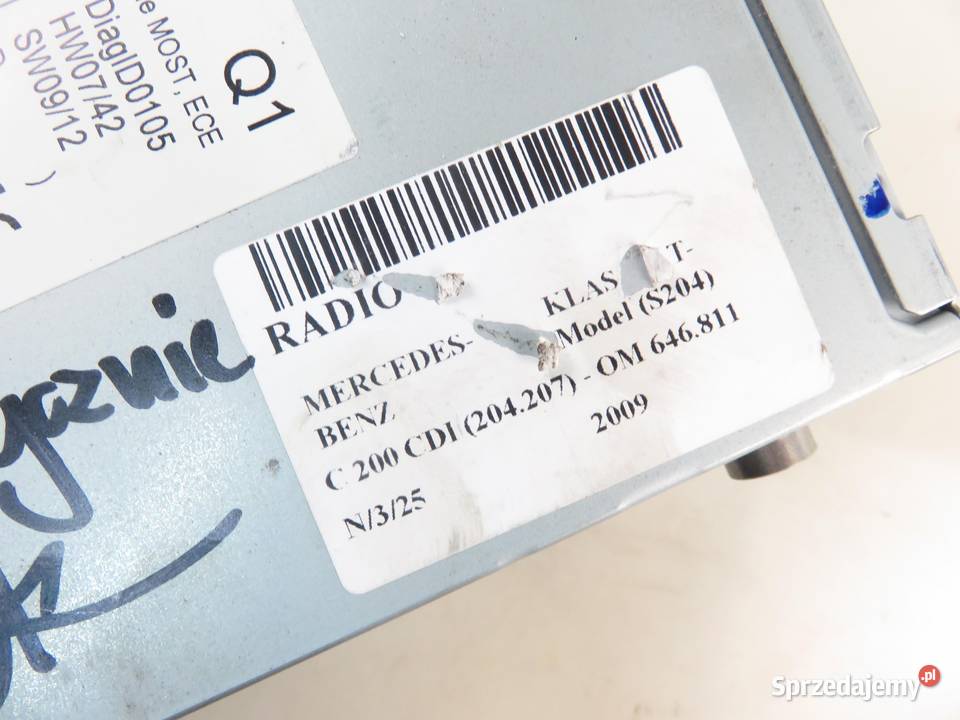 e MOST, ECE
DiagID0105
HW07/42
SW09/12
Q1
RADIO
MERCEDES-BENZ
KLAS T-Model (S204)
C 200 CDI (204.207) - OM 646.811
2009
N/3/25
Sprzedajemy.pl